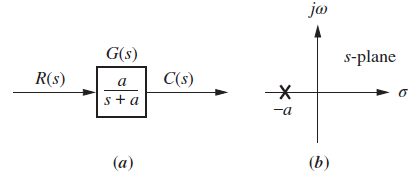 G(s)
R(s)
a
s + a
C(s)
(a)
jω
s-plane
σ
-a
(b)